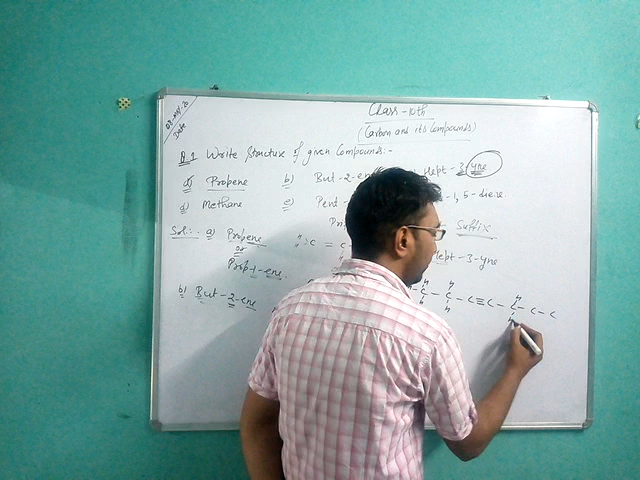 Class-10th
(Carbon and its Compounds)
Date
Q.1 Write Structure of given Compounds:-
a) Propene b) But-2-en Hept-3-yne
d) Methane e) Pent- 1,5-diene
Suffix
Sol:- a) Propene H C = C Hept-3-yne
or
Prop-1-ene
b) But-2-ene
C - C - C ≡ C - C - C - C